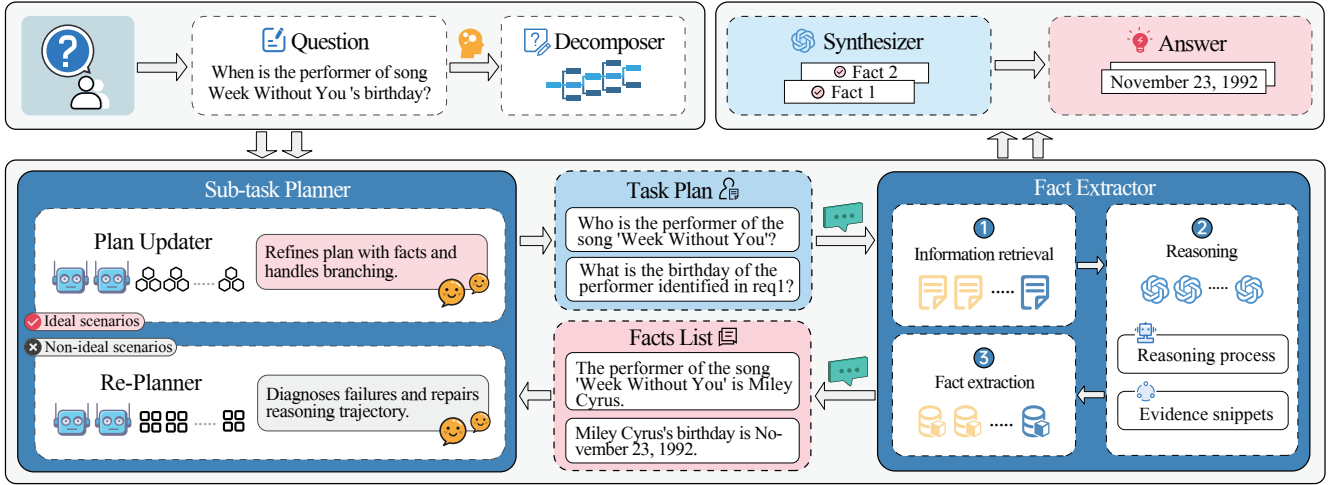 Question
When is the performer of song
Week Without You 's birthday?
Decomposer
Synthesizer
Fact 2
Fact 1
Answer
November 23, 1992
Sub-task Planner
Plan Updater
Refines plan with facts and
handles branching.
Ideal scenarios
Non-ideal scenarios
Re-Planner
Diagnoses failures and repairs
reasoning trajectory.
Task Plan
Who is the performer of the
song 'Week Without You'?
What is the birthday of the
performer identified in req1?
Facts List
The performer of the song
'Week Without You' is Miley
Cyrus.
Miley Cyrus's birthday is No-
vember 23, 1992.
Fact Extractor
1
Information retrieval
2
Reasoning
Reasoning process
Evidence snippets
3
Fact extraction